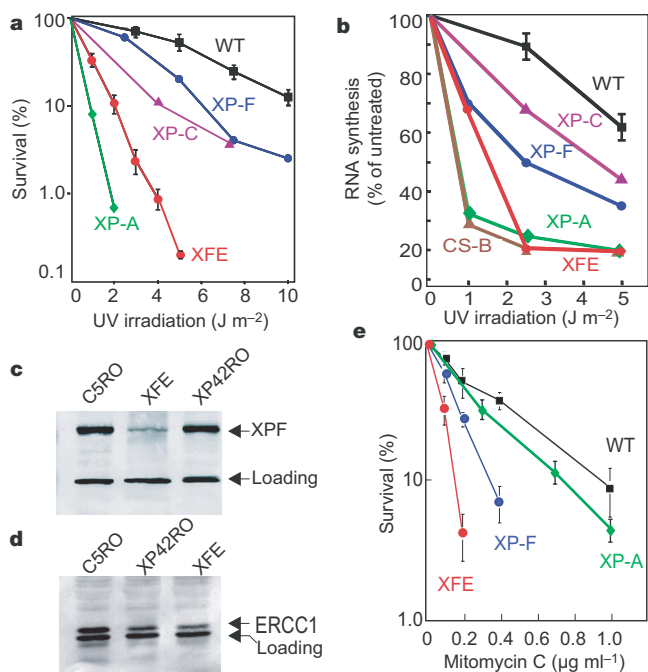 a
100
10
1.0
0.1
Survival (%)
WT
XP-F
XP-C
XP-A
XFE
0 2 4 6 8 10
UV irradiation (J m⁻²)
b
100
80
60
40
20
0
RNA synthesis
(% of untreated)
WT
XP-C
XP-F
XP-A
CS-B
XFE
0 1 2 3 4 5
UV irradiation (J m⁻²)
c
C5RO XFE XP42RO
XPF
Loading
d
C5RO XP42RO XFE
ERCC1
Loading
e
100
10
1.0
Survival (%)
WT
XP-F
XP-A
XFE
0 0.2 0.4 0.6 0.8 1.0
Mitomycin C (µg ml⁻¹)